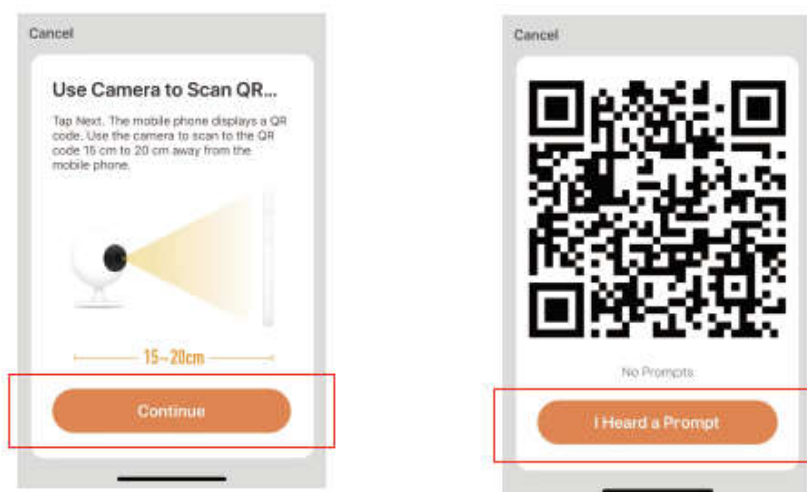 Cancel
Use Camera to Scan QR...
Tap Next. The mobile phone displays a QR
code. Use the camera to scan to the QR
code 15 cm to 20 cm away from the
mobile phone.
15~20cm
Continue
Cancel
No Prompts
I Heard a Prompt